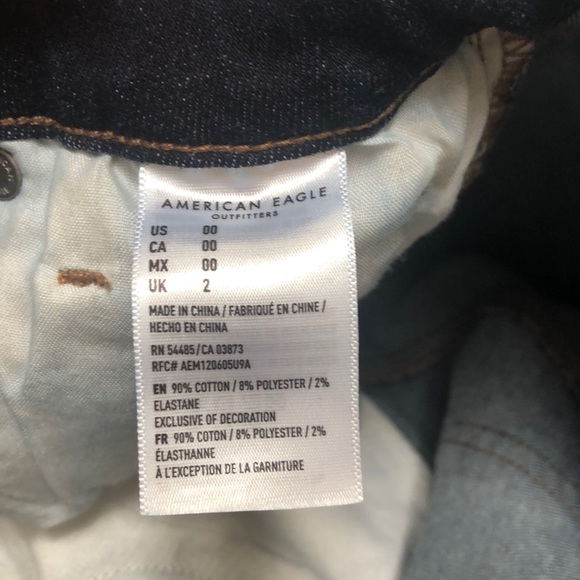 AMERICAN EAGLE
OUTFITTERS
US 00
CA 00
MX 00
UK 2
MADE IN CHINA / FABRIQUÉ EN CHINE /
HECHO EN CHINA
RN 54485/CA 03873
RFC# AEM120605U9A
EN 90% COTTON / 8% POLYESTER / 2%
ELASTANE
EXCLUSIVE OF DECORATION
FR 90% COTTON / 8% POLYESTER / 2%
ÉLASTHANNE
À L'EXCEPTION DE LA GARNITURE